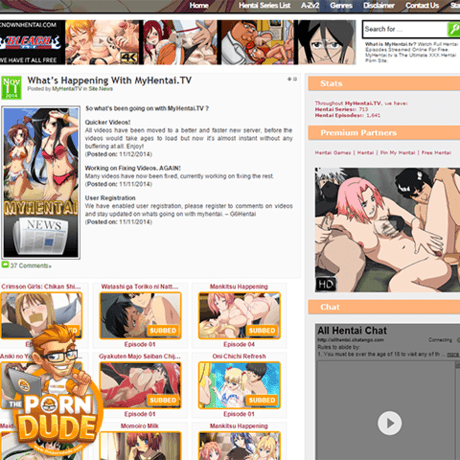 Home
Hentai Series List
A-Zv2
Genres
Disclaimer
Contact Us
KNOWNHENTAI.COM
BLEACH
WE HAVE IT ALL FREE
4K
Search for ...
What is MyHentai.tv? Watch Full Hentai Episodes Streamed Online For Free MyHentai.tv is The Ultimate XXX Hentai Porn Site.
Nov
11
2014
What's Happening With MyHentai.TV
Posted by MyHentaiTV in Site News
So what's been going on with MyHentai.TV ?
Quicker Videos!
All videos have been moved to a better and faster new server, before the
videos would take ages to load but now it's almost instant without any
buffering at all. Enjoy!
(Posted on: 11/12/2014)
Working on Fixing Videos. AGAIN!
Many videos have now been fixed, currently working on fixing the rest.
(Posted on: 11/11/2014)
User Registration
We have enabled user registration, please register to comments on videos
and stay updated on whats going on with myhentai. – G6Hentai
(Posted on: 11/11/2014)
MYHENTAI
NEWS
37 Comments»
Stats
Throughout MyHentai.TV, we have:
Hentai Series: 713
Hentai Episodes: 1,641
Premium Partners
Hentai Games | Hentai | Pin My Hentai | Free Hentai
HD
Chat
All Hentai Chat
http://allhentai.chatango.com
Connecting
Rules to abide by:
1. You must be over the age of 18 to visit any of th ...
Crimson Girls: Chikan Shi...
Watashi ga Toriko ni Natt...
Mankitsu Happening
SUBBED
SUBBED
Episode 01
Episode 04
Aniki no
Gyakuten Majo Saiban Chij...
Oni Chichi Refresh
SUBBED
Episode 01
Episode 01
Maid
Momoiro Milk
Mankitsu Happening
THE
PORN
DUDE